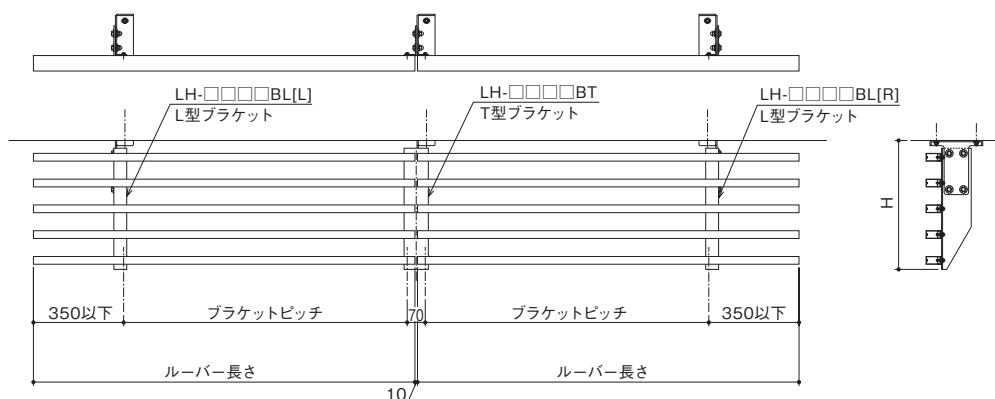 LH-□□□□BL[L]
L型ブラケット
LH-□□□□BT
T型ブラケット
LH-□□□□BL[R]
L型ブラケット
H
350以下
ブラケットピッチ
70
ブラケットピッチ
350以下
ルーバー長さ
ルーバー長さ
10